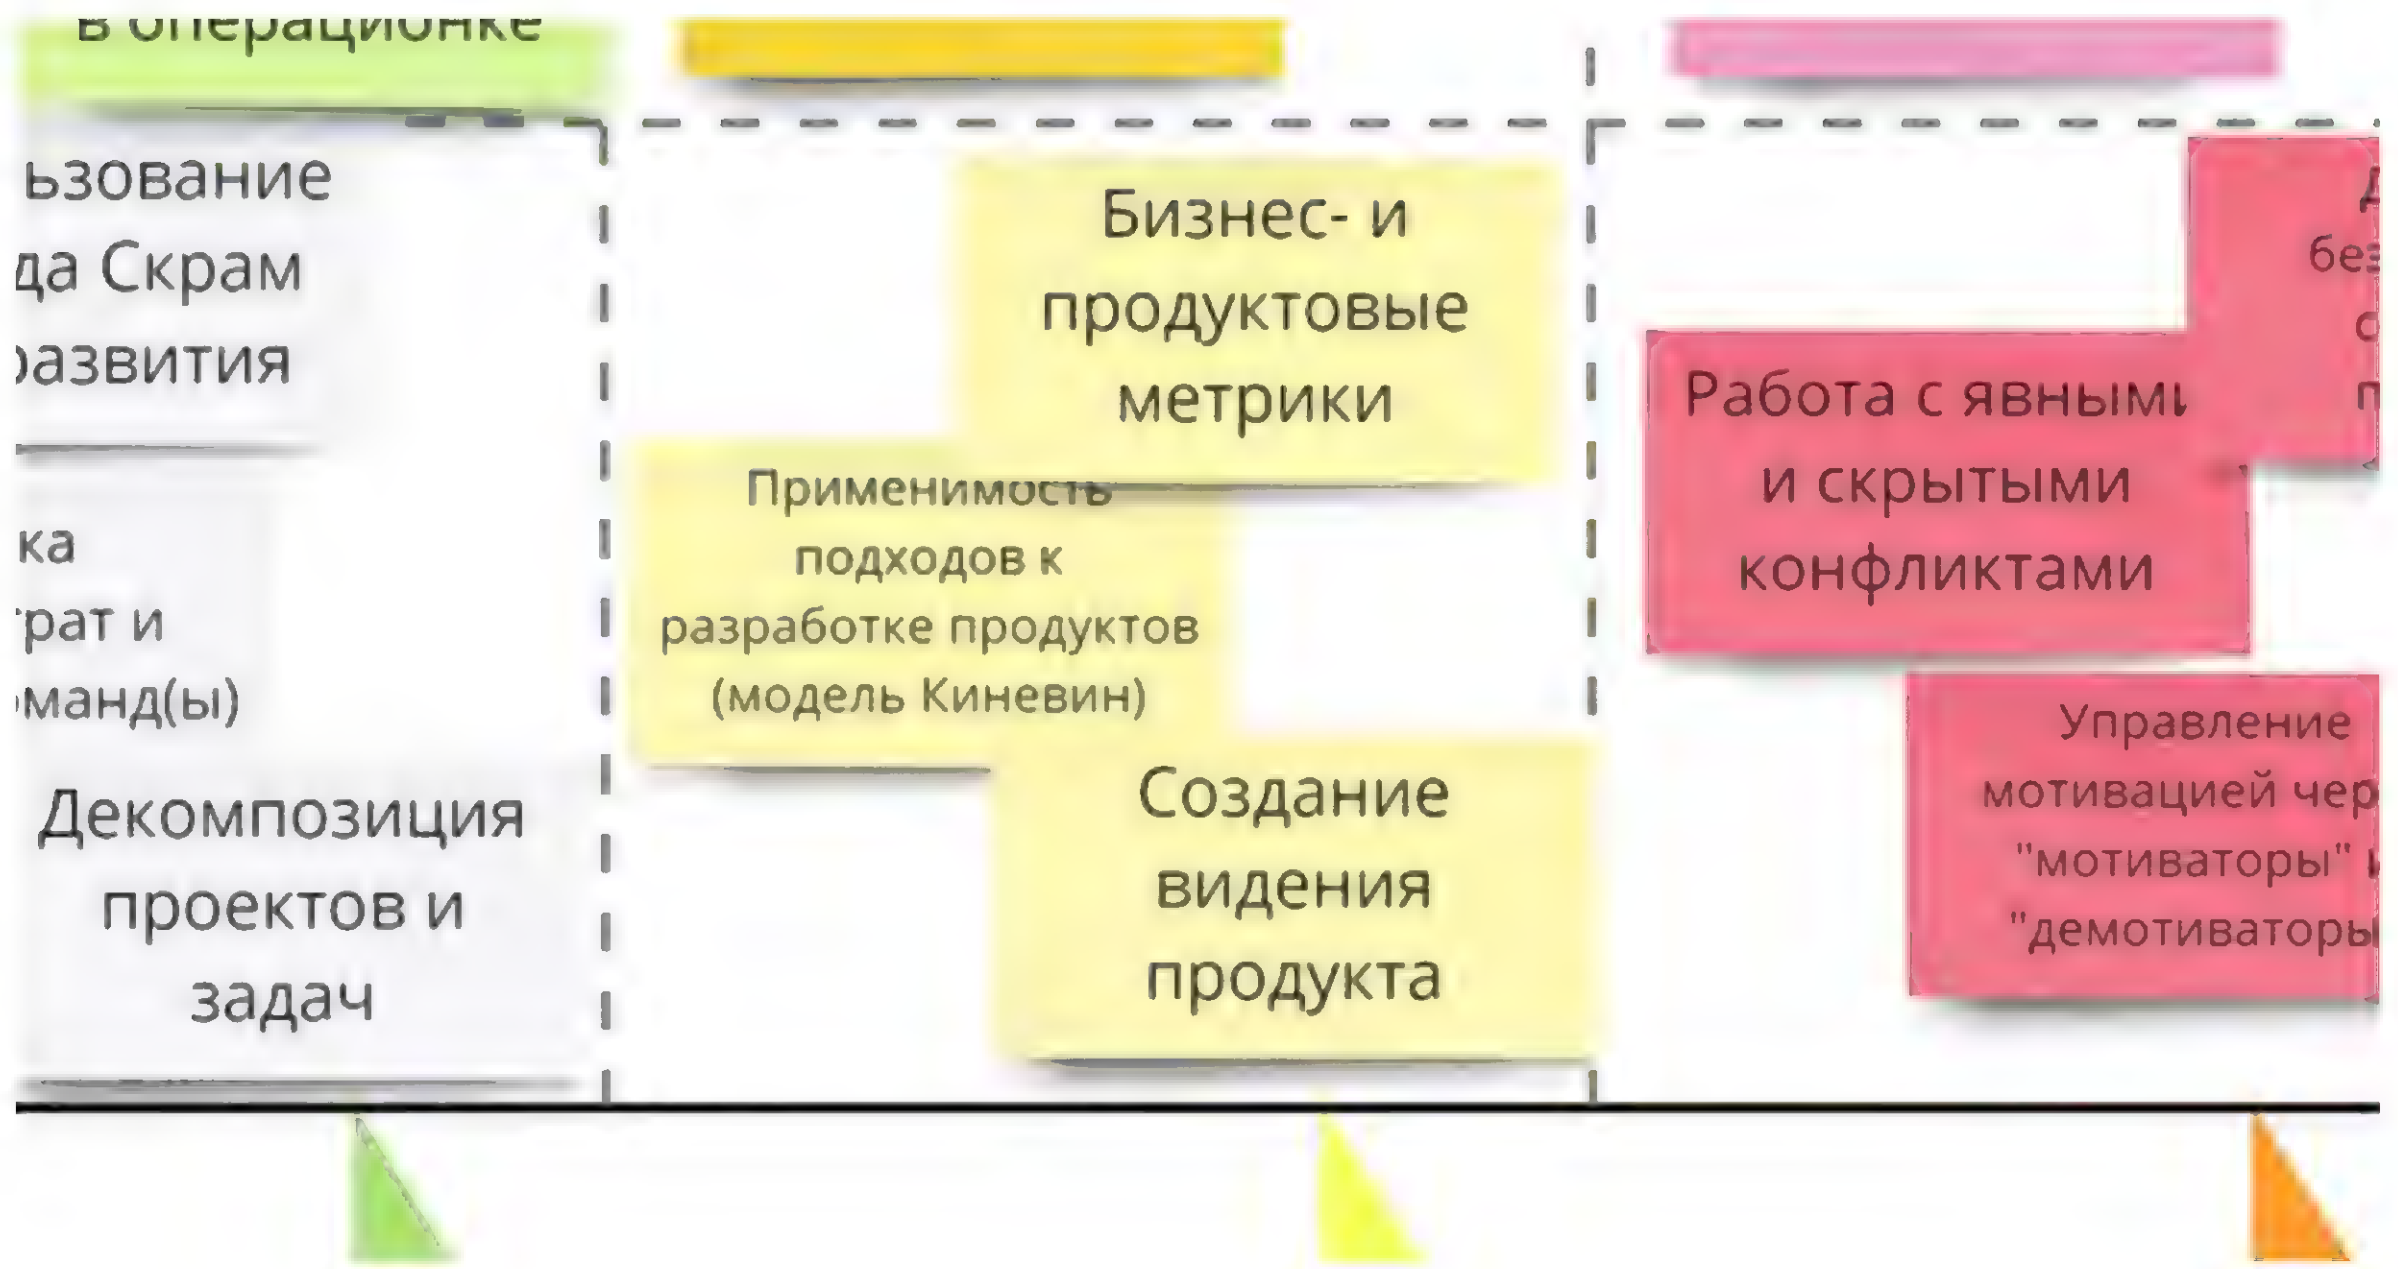 в операционке
ьзование
да Скрам
развития
ка
рат и
манд(ы)
Декомпозиция
проектов и
задач
Бизнес- и
продуктовые
метрики
Применимость
подходов к
разработке продуктов
(модель Киневин)
Создание
видения
продукта
Работа с явными
и скрытыми
конфликтами
без
Управление
мотивацией чер
"мотиваторы" и
"демотиваторы